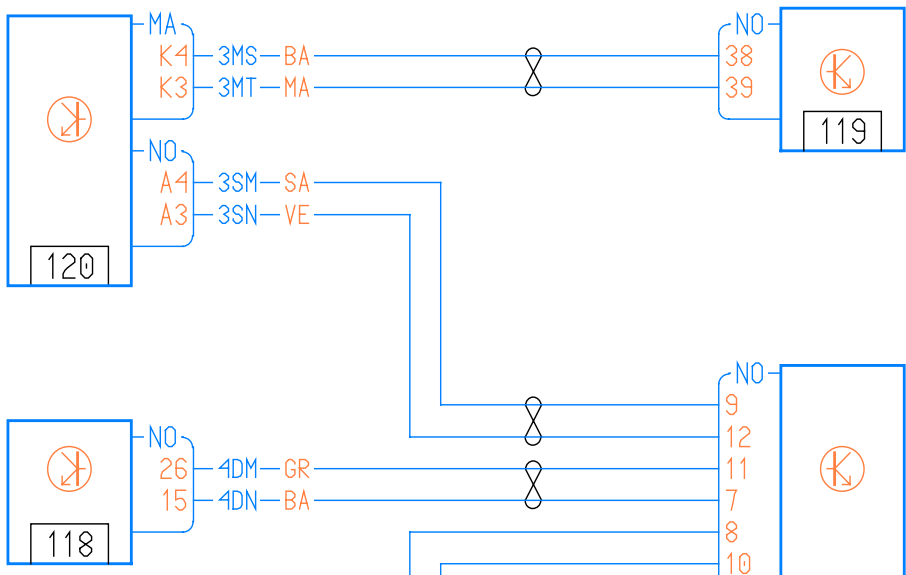 MA NO
K4 3MS BA 38
K3 3MT MA 39
119
NO
A4 3SM SA
A3 3SN VE
120
NO
9
NO 12
26 4DM GR 11
15 4DN BA 7
8
118
10